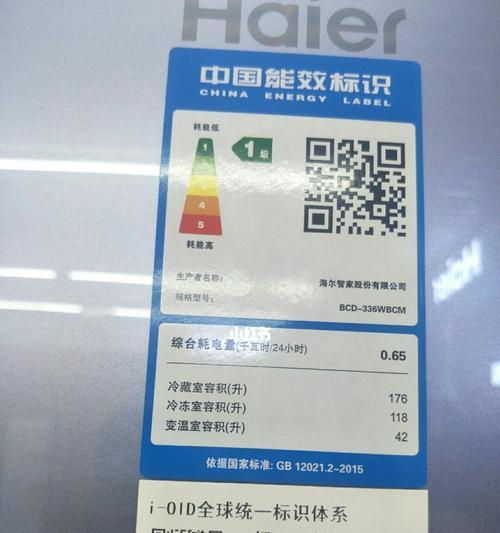 Haier
中国能效标识
CHINA ENERGY LABEL
耗能低
1
2
3
4
5
耗能高
1级
生产者名称: 海尔智家股份有限公司
规格型号: BCD-336WBCM
小红书
综合耗电量(千瓦时/24小时) 0.65
冷藏室容积(升) 176
冷冻室容积(升) 118
变温室容积(升) 42
依据国家标准: GB 12021.2-2015
i-OID全球统一标识体系